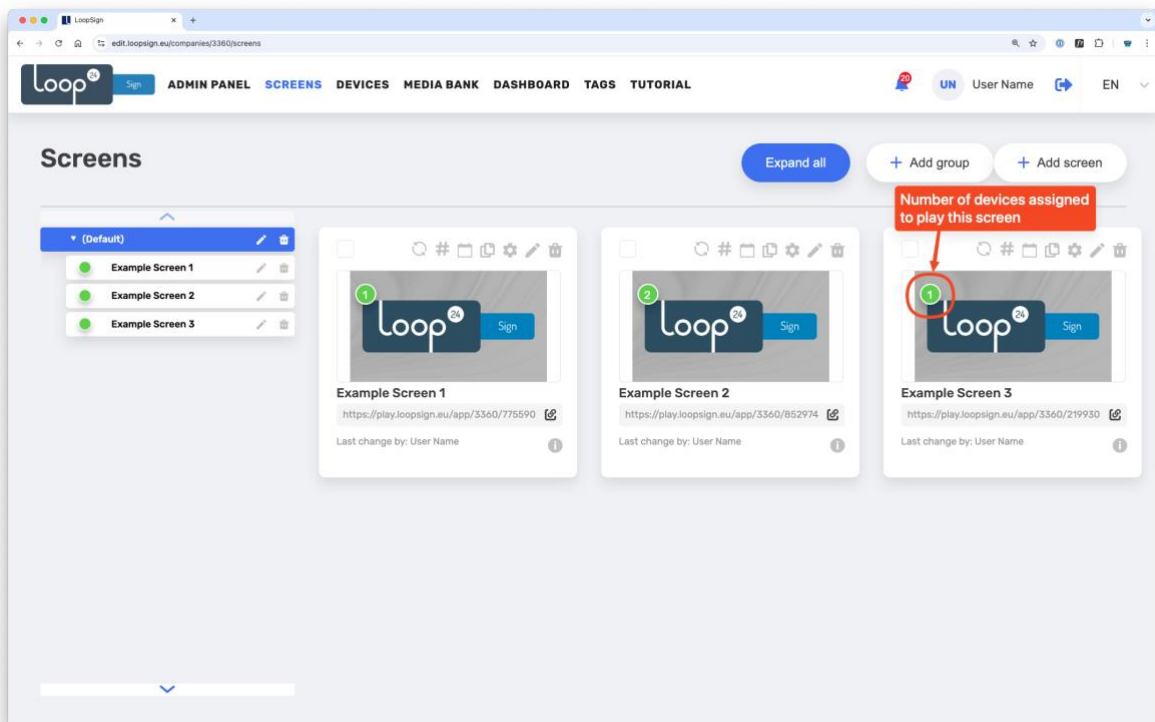 LoopSign
edit.loopsign.eu/companies/3360/screens
Loop 24 Sign
ADMIN PANEL SCREENS DEVICES MEDIA BANK DASHBOARD TAGS TUTORIAL
20
UN User Name
EN
Screens
Expand all
+ Add group
+ Add screen
Number of devices assigned
to play this screen
(Default)
Example Screen 1
Example Screen 2
Example Screen 3
1
Loop 24 Sign
Example Screen 1
https://play.loopsign.eu/app/3360/775590
Last change by: User Name
2
Loop 24 Sign
Example Screen 2
https://play.loopsign.eu/app/3360/852974
Last change by: User Name
1
Loop 24 Sign
Example Screen 3
https://play.loopsign.eu/app/3360/219930
Last change by: User Name